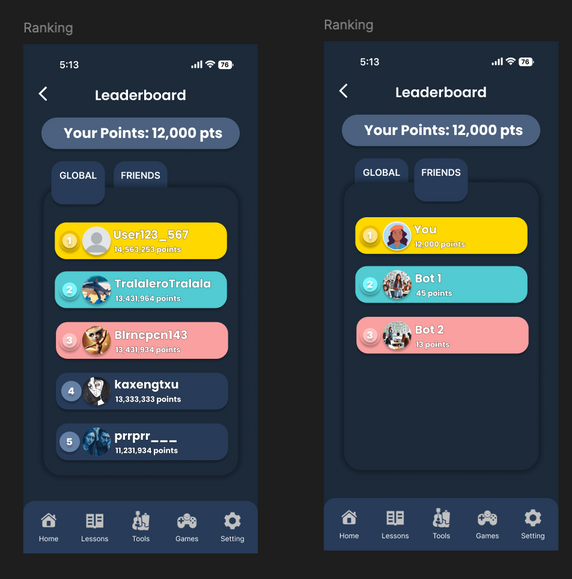 Ranking
5:13
76
Leaderboard
Your Points: 12,000 pts
GLOBAL FRIENDS
1 User123_567
14,563,253 points
2 TralaleroTralala
13,431,964 points
3 Blrncpcn143
13,431,934 points
4 kaxengtxu
13,333,333 points
5 prrprr___
11,231,934 points
Home Lessons Tools Games Setting
Ranking
5:13
76
Leaderboard
Your Points: 12,000 pts
GLOBAL FRIENDS
1 You
12,000 points
2 Bot 1
45 points
3 Bot 2
13 points
Home Lessons Tools Games Setting